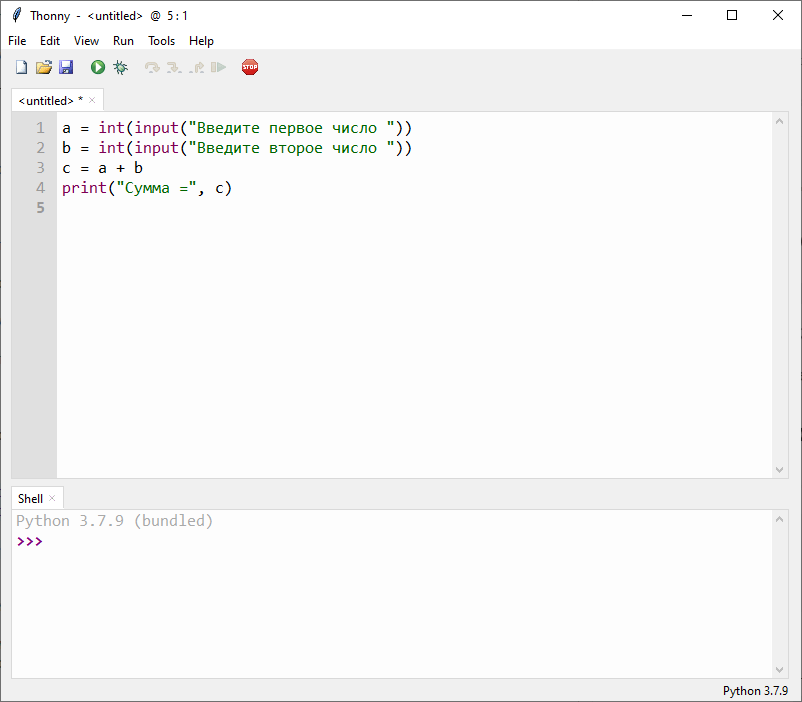 Thonny - <untitled> @ 5:1
File Edit View Run Tools Help
STOP
<untitled> * ×
1 a = int(input("Введите первое число "))
2 b = int(input("Введите второе число "))
3 c = a + b
4 print("Сумма =", c)
5
Shell ×
Python 3.7.9 (bundled)
>>>
Python 3.7.9